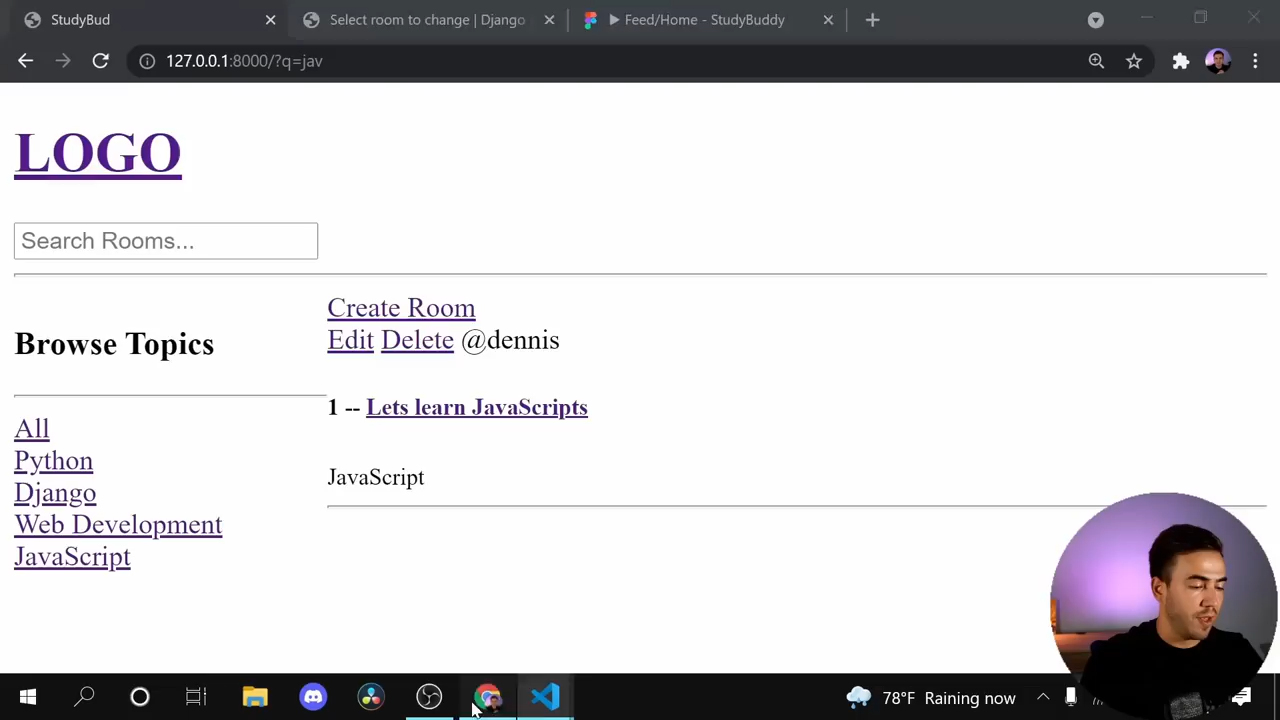 StudyBud
Select room to change | Django
Feed/Home - StudyBuddy
127.0.0.1:8000/?q=jav
LOGO
Search Rooms...
Browse Topics
All
Python
Django
Web Development
JavaScript
Create Room
Edit Delete @dennis
1 -- Lets learn JavaScripts
JavaScript
78°F Raining now